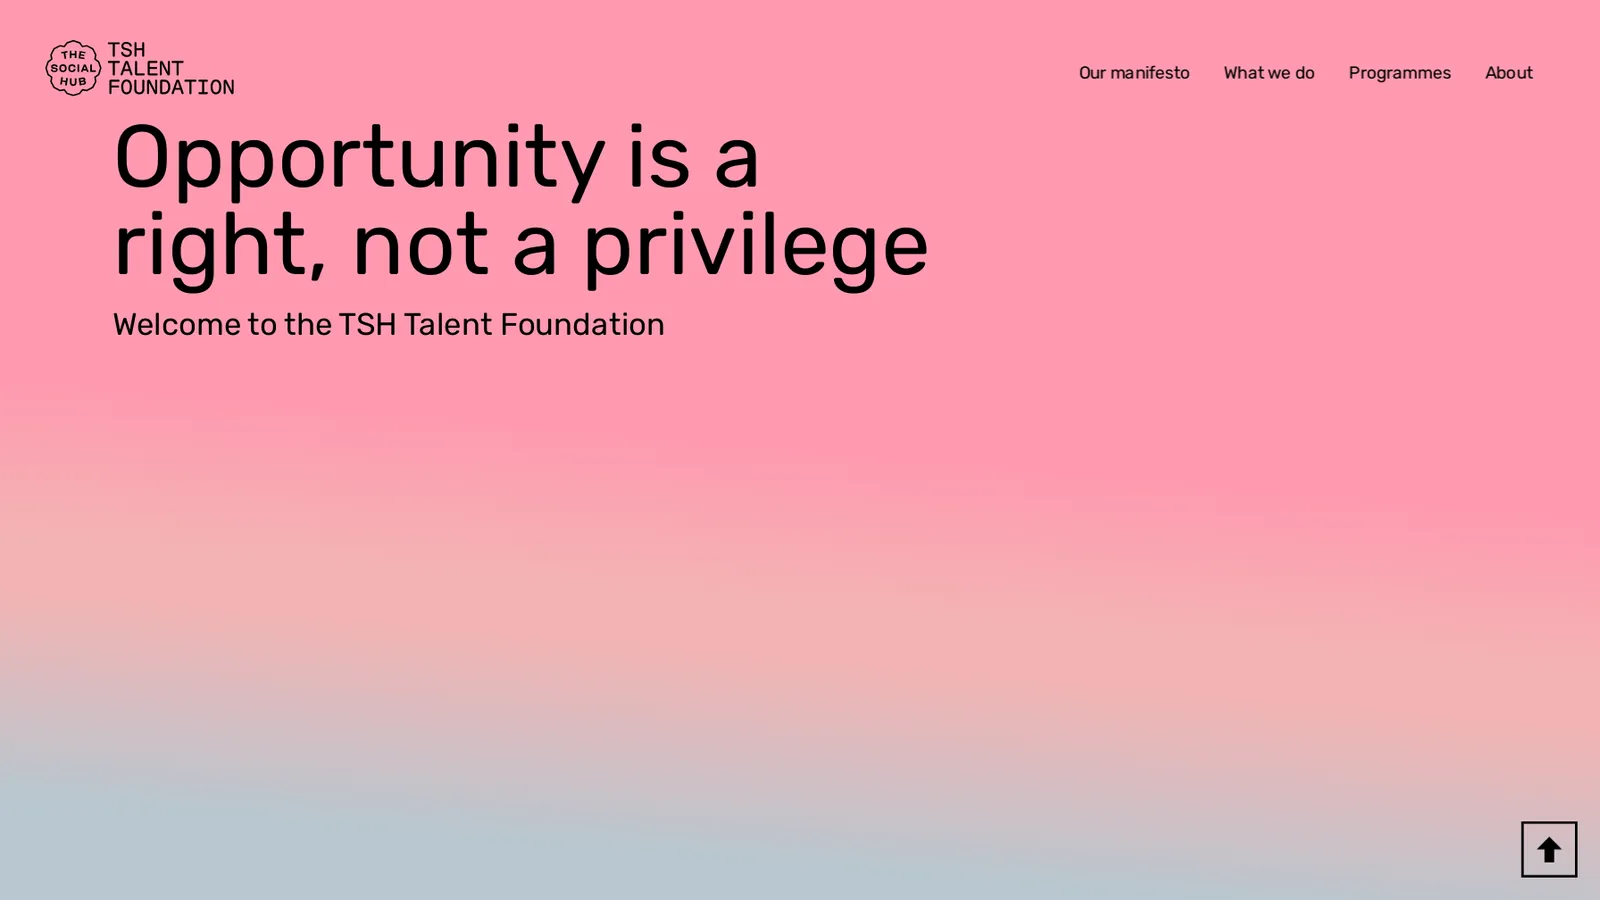 THE
SOCIAL
HUB
TSH
TALENT
FOUNDATION
Our manifesto
What we do
Programmes
About
Opportunity is a
right, not a privilege
Welcome to the TSH Talent Foundation